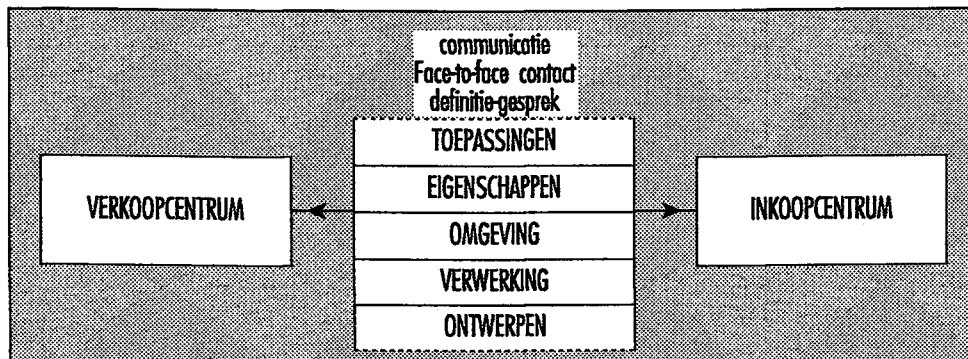 communicatie
Face-to-face contact
definitie-gesprek
TOEPASSINGEN
EIGENSCHAPPEN
VERKOOPCENTRUM
INKOOPCENTRUM
OMGEVING
VERWERKING
ONTWERPEN